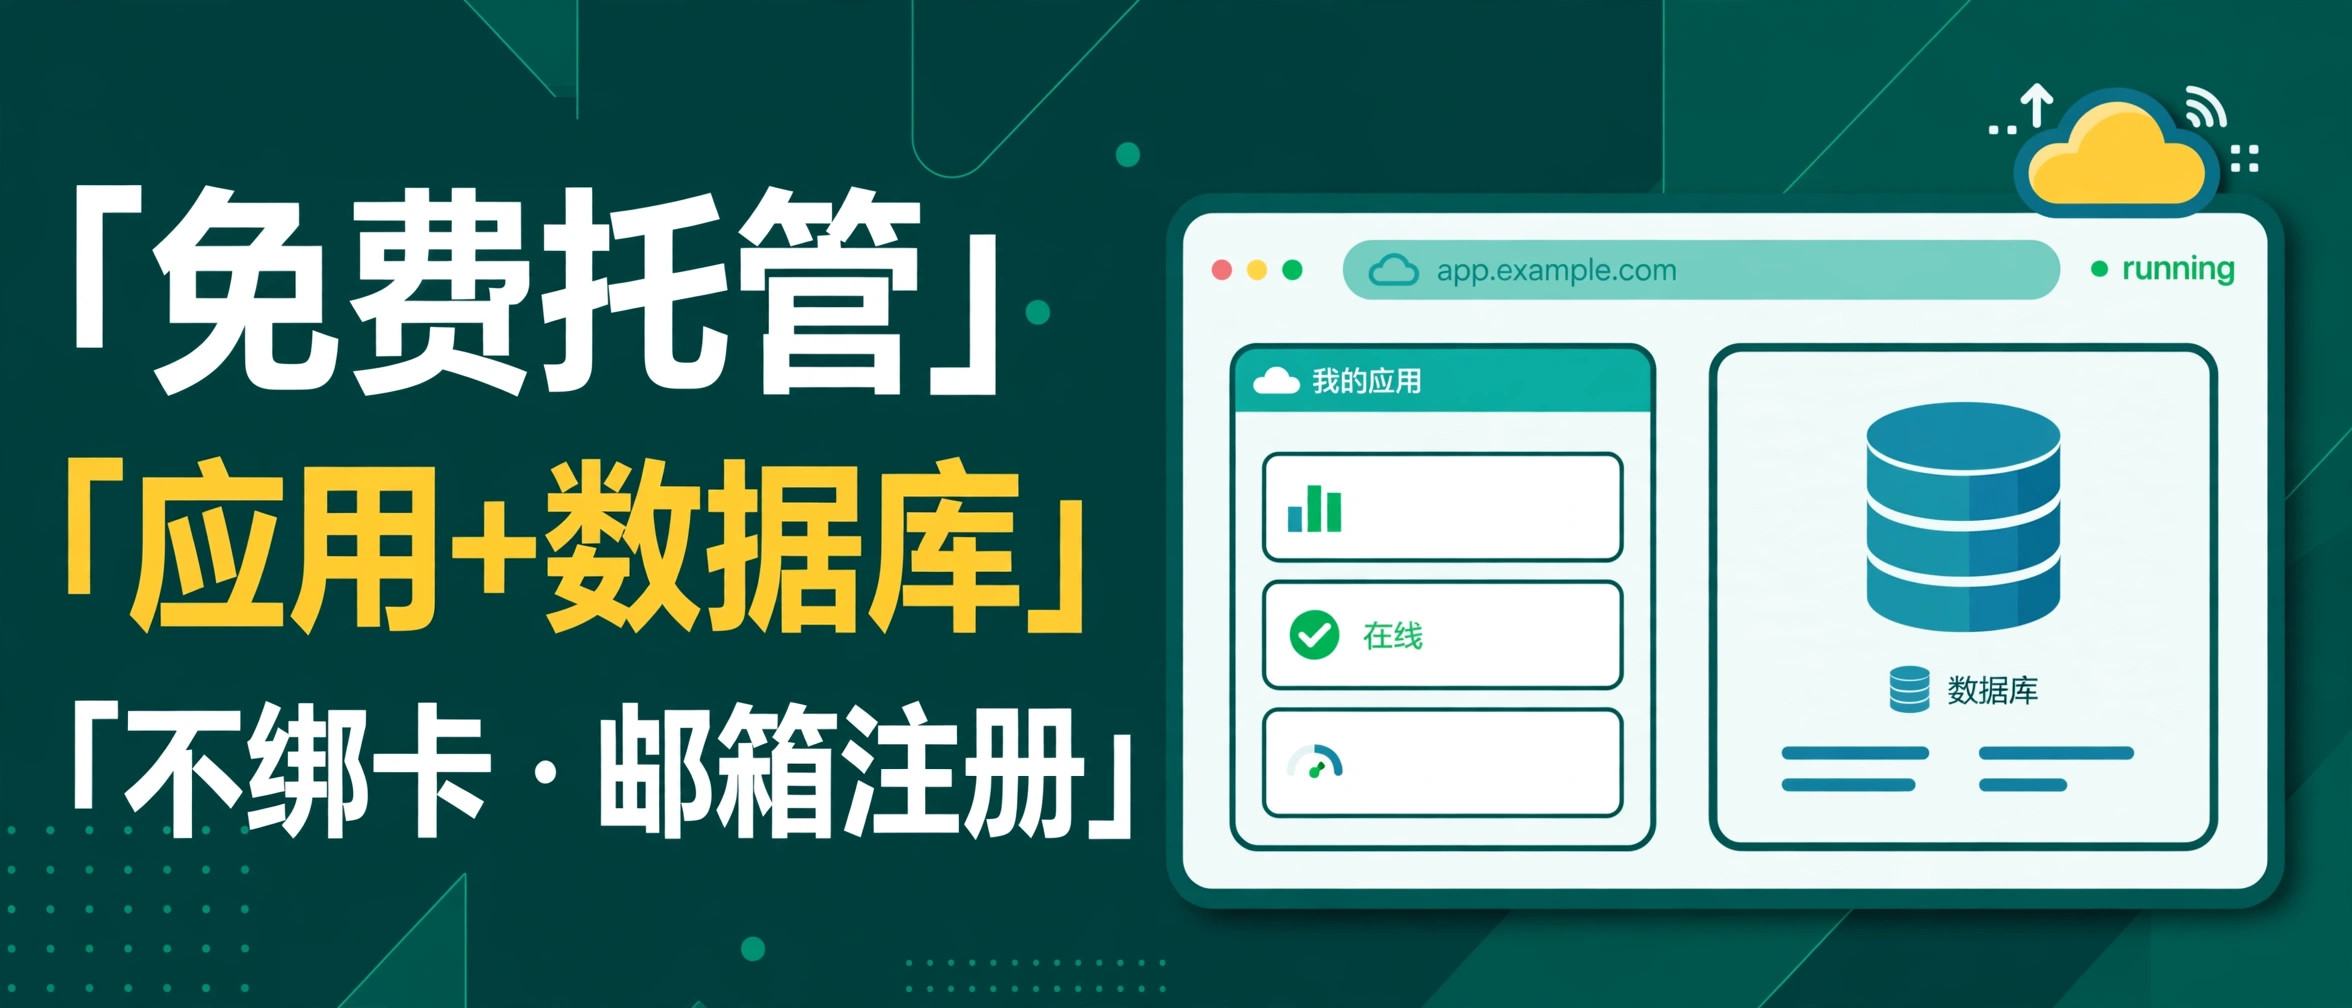 「免费托管」
「应用+数据库」
「不绑卡·邮箱注册」
app.example.com
running
我的应用
在线
数据库